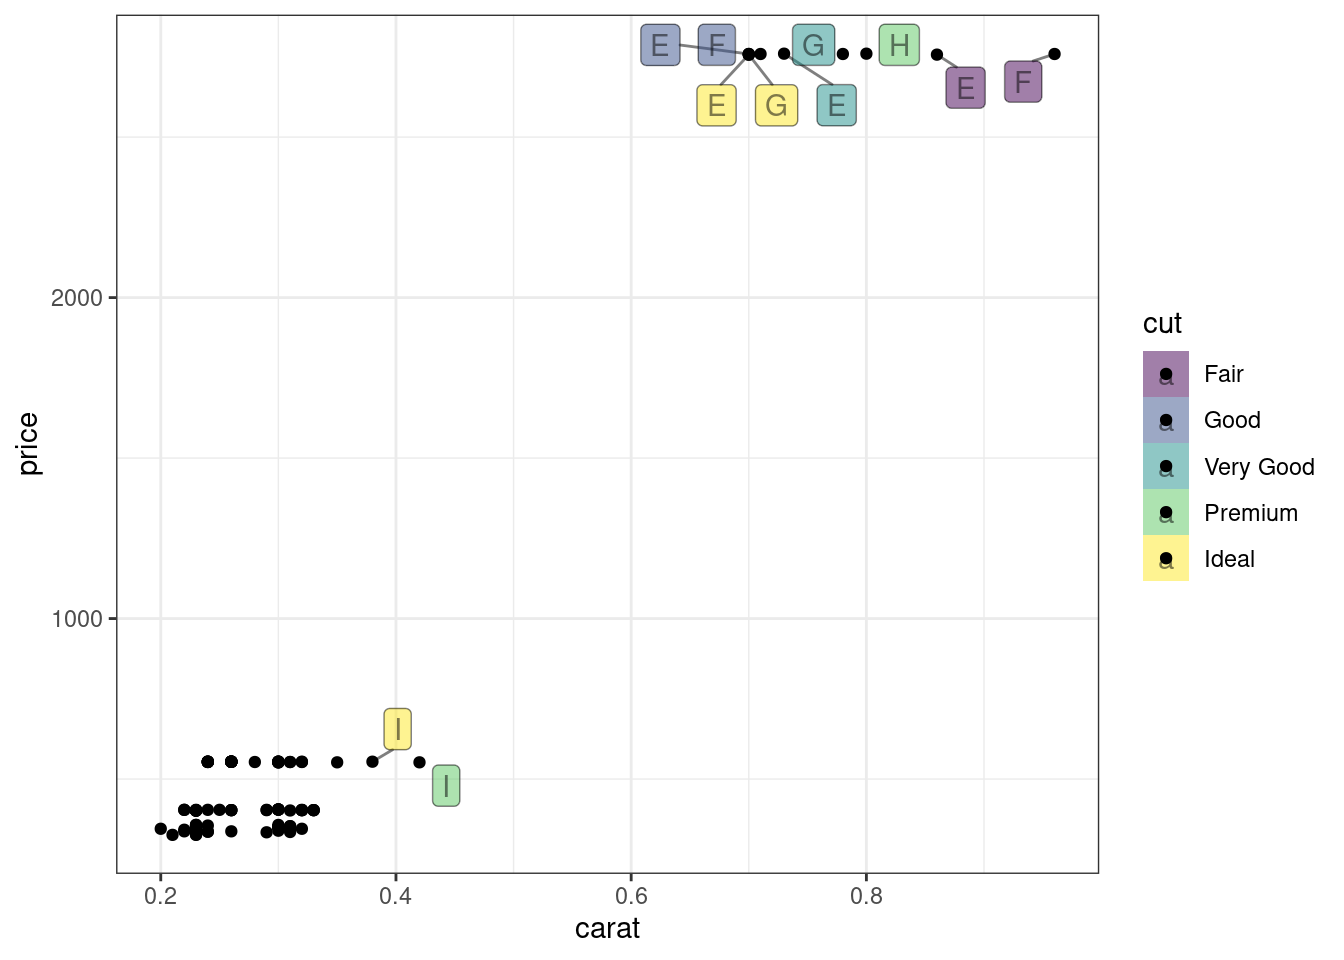 E F G H
E F
E G E
2000
1000
I
I
0.2 0.4 0.6 0.8
carat
price
cut
a Fair
a Good
a Very Good
a Premium
a Ideal